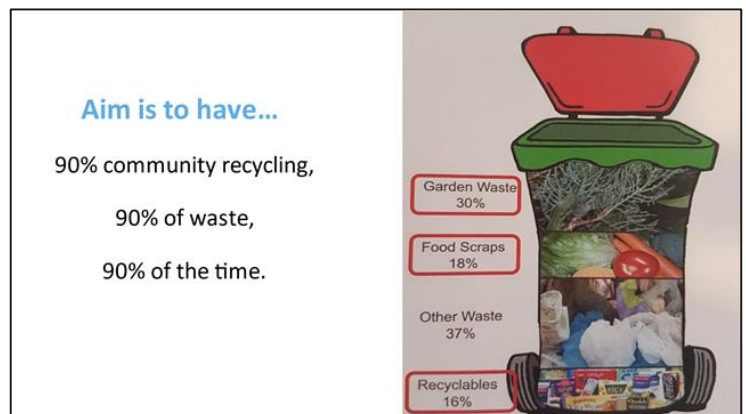 Aim is to have...
90% community recycling,
90% of waste,
90% of the time.
Garden Waste
30%
Food Scraps
18%
Other Waste
37%
Recyclables
16%